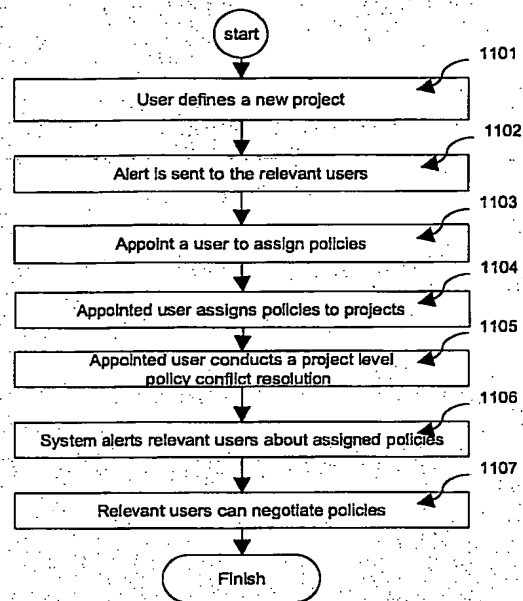 start
1101
User defines a new project
1102
Alert is sent to the relevant users
1103
Appoint a user to assign policies
1104
Appointed user assigns policies to projects
1105
Appointed user conducts a project level
policy conflict resolution
1106
System alerts relevant users about assigned policies
1107
Relevant users can negotiate policies
Finish